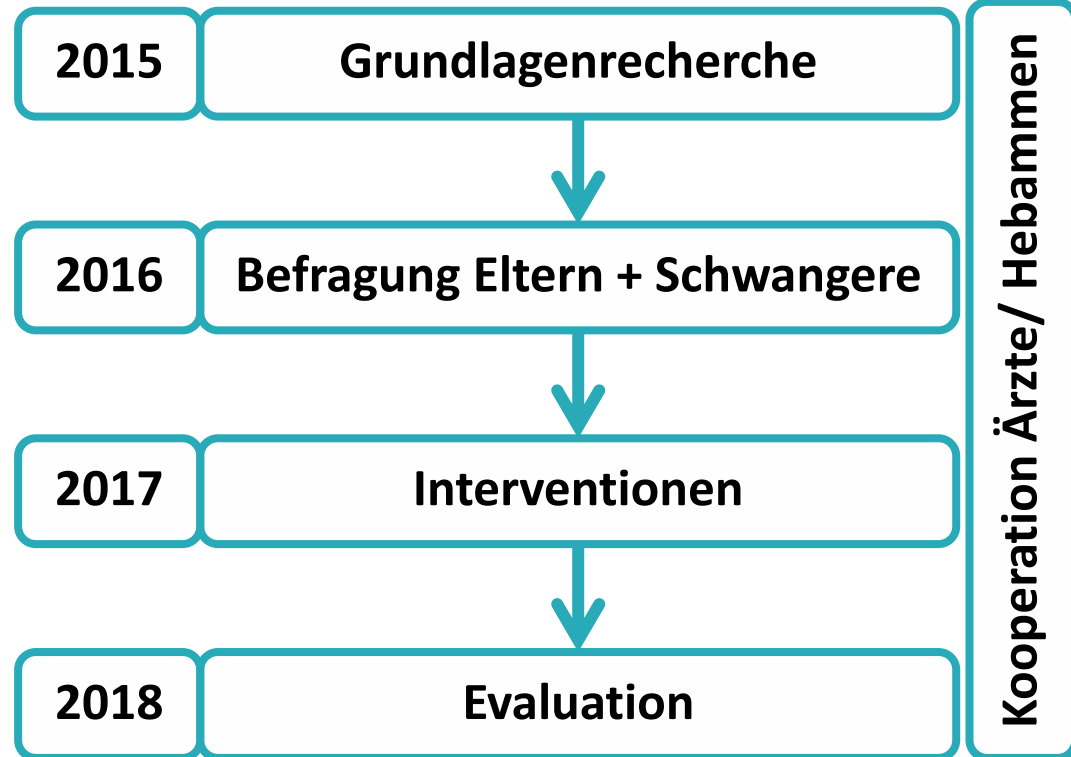 2015 Grundlagenrecherche
2016 Befragung Eltern + Schwangere
2017 Interventionen
2018 Evaluation
Kooperation Ärzte/ Hebammen